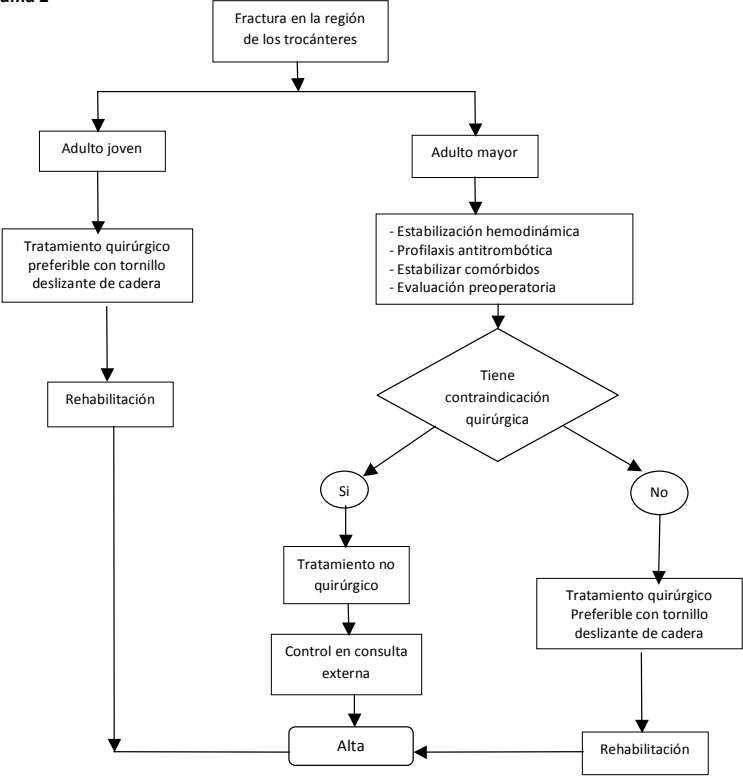 Fractura en la región
de los trocánteres
Adulto joven
Adulto mayor
Tratamiento quirúrgico
preferible con tornillo
deslizante de cadera
- Estabilización hemodinámica
- Profilaxis antitrombótica
- Estabilizar comórbidos
- Evaluación preoperatoria
Rehabilitación
Tiene
contraindicación
quirúrgica
Si
No
Tratamiento no
quirúrgico
Tratamiento quirúrgico
Preferible con tornillo
deslizante de cadera
Control en consulta
externa
Alta
Rehabilitación